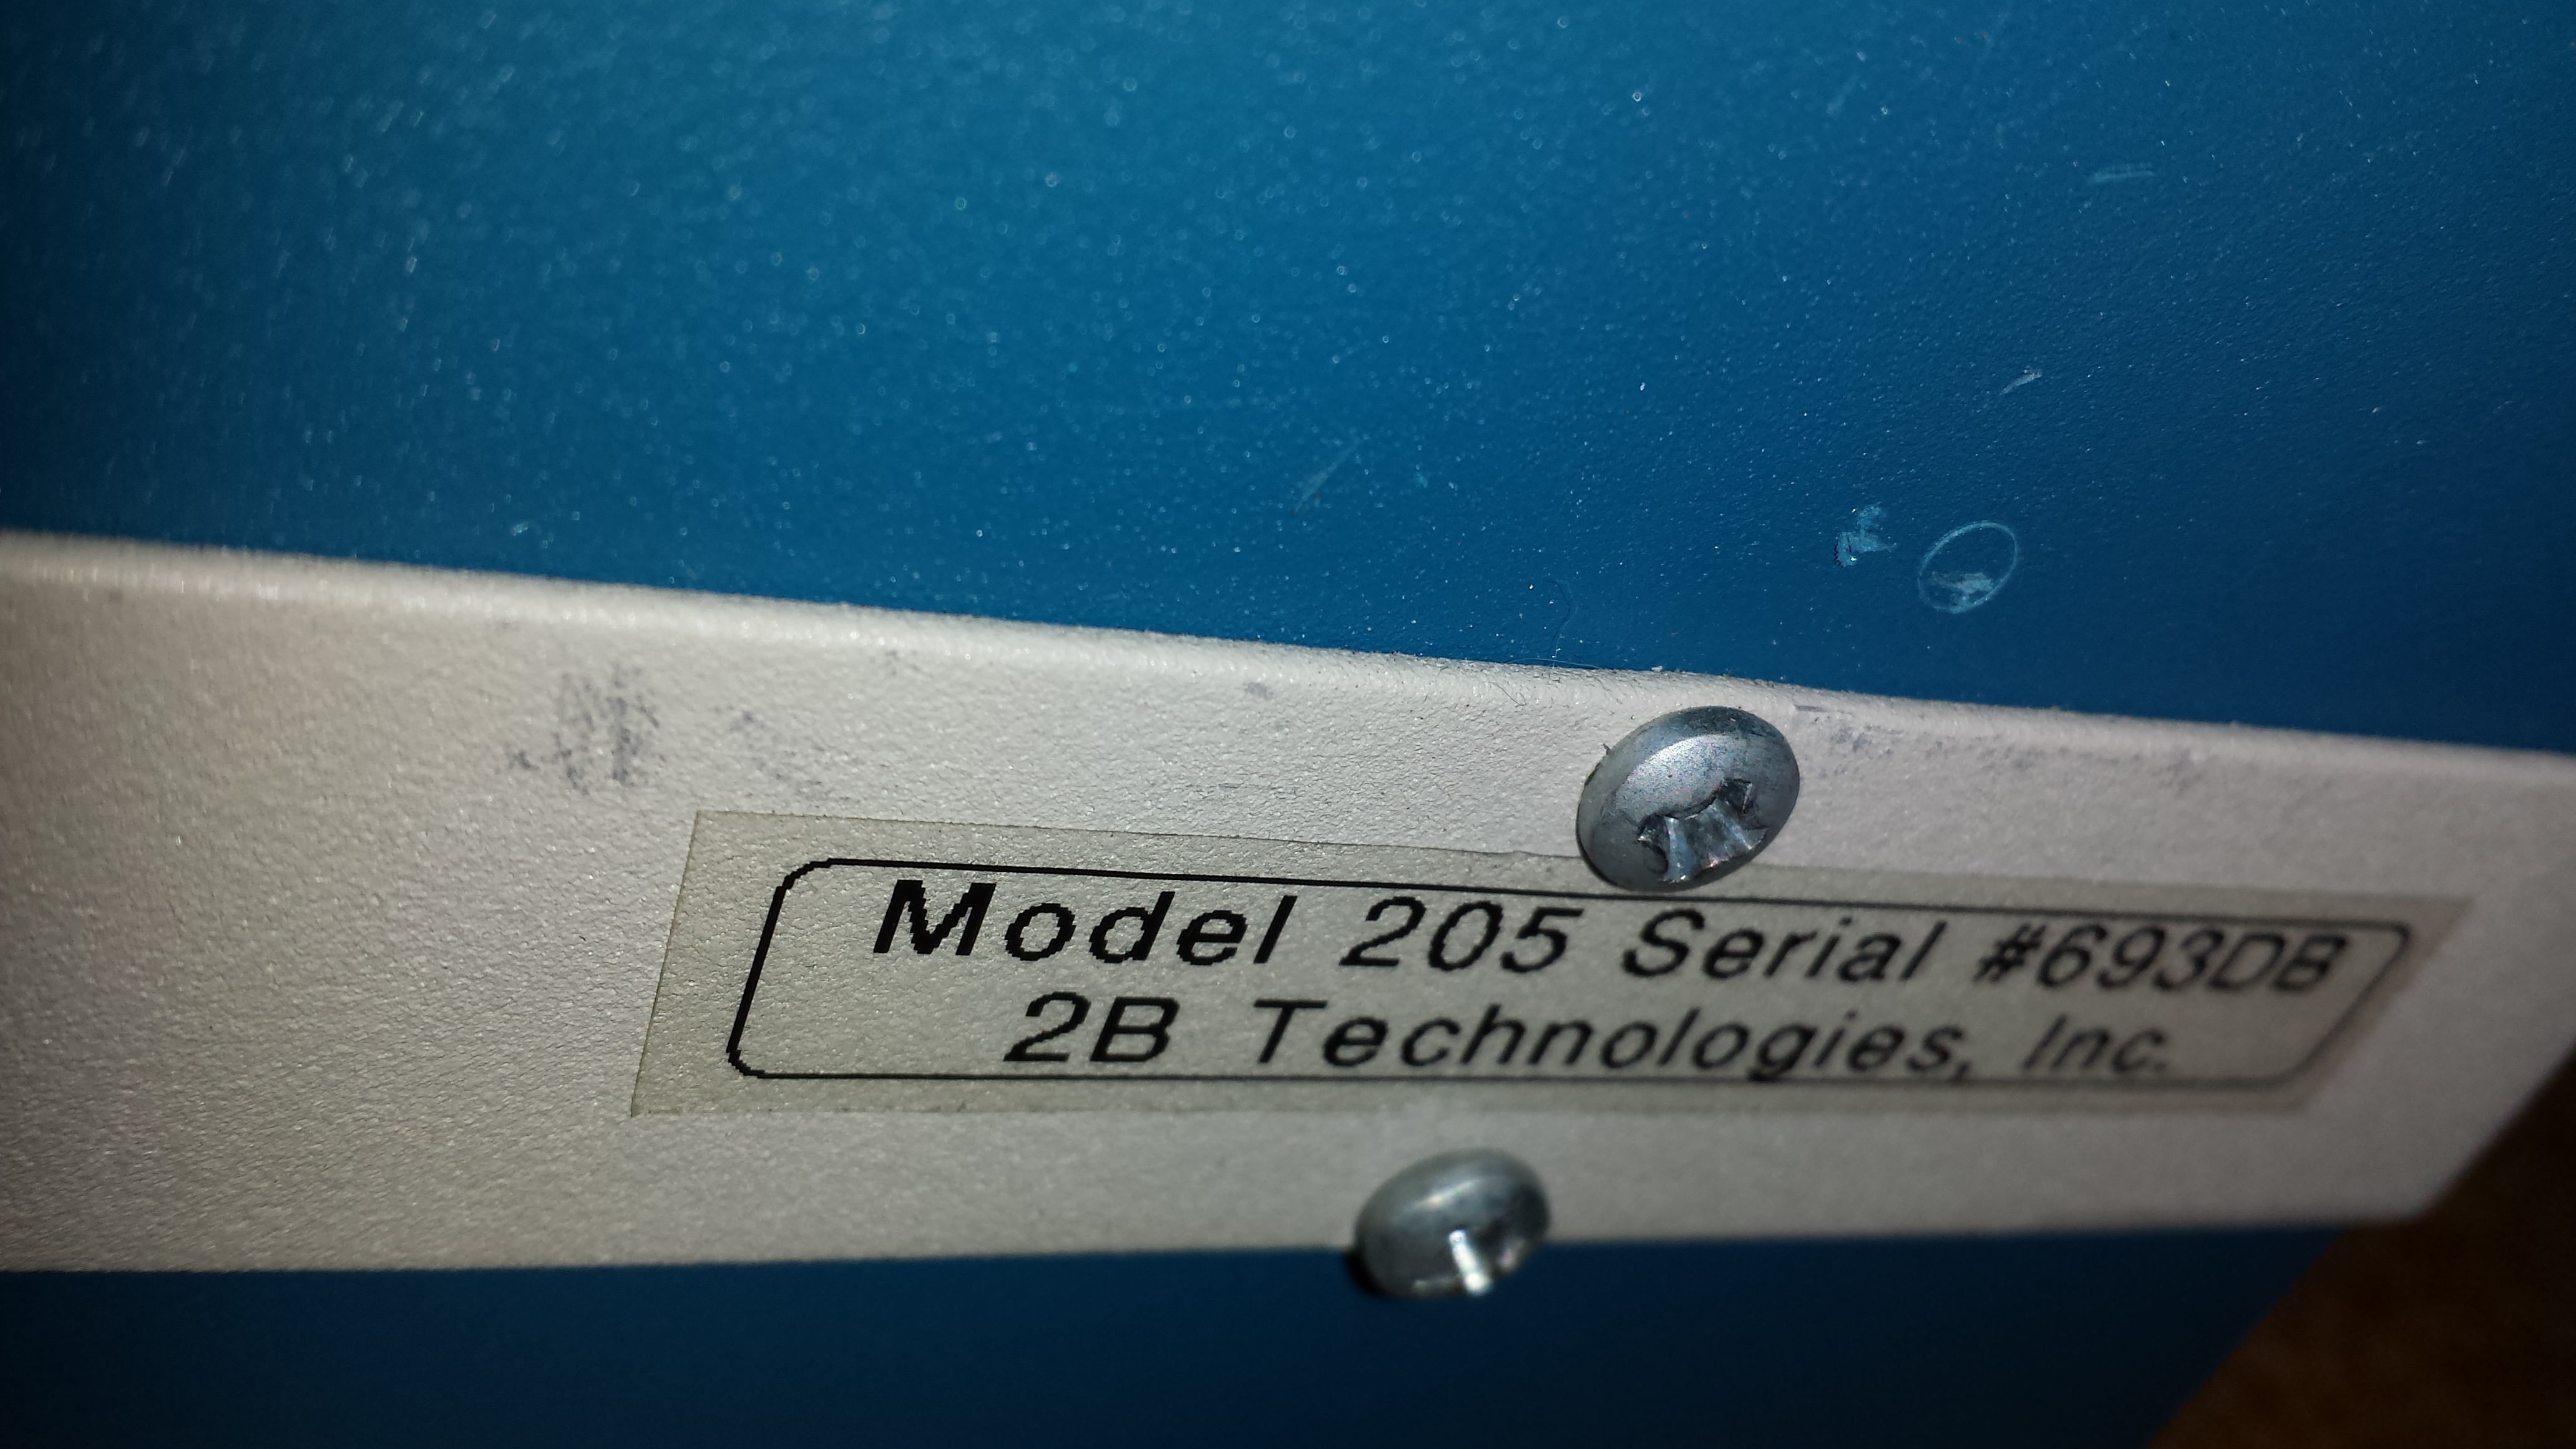 Model 205 Serial #693DB
2B Technologies, Inc.